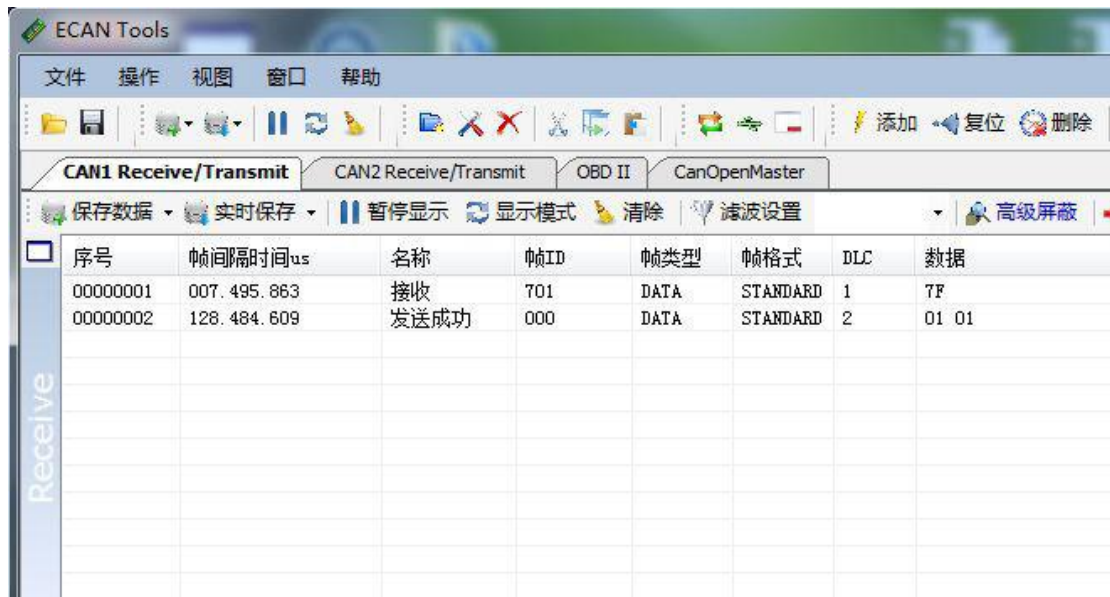 ECAN Tools
文件 操作 视图 窗口 帮助
添加 复位 删除
CAN1 Receive/Transmit CAN2 Receive/Transmit OBD II CanOpenMaster
保存数据 实时保存 暂停显示 显示模式 清除 滤波设置 高级屏蔽
序号 帧间隔时间us 名称 帧ID 帧类型 帧格式 DLC 数据
00000001 007.495.863 接收 701 DATA STANDARD 1 7F
00000002 128.484.609 发送成功 000 DATA STANDARD 2 01 01
Receive